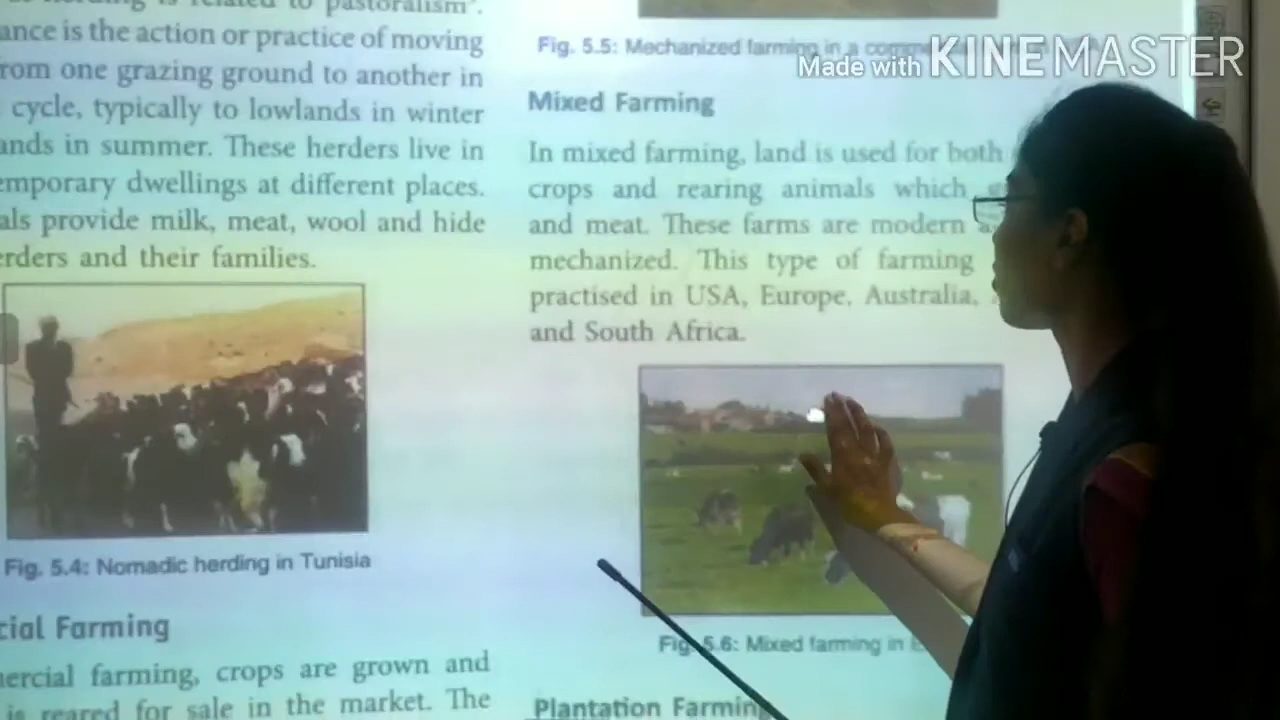 herding is related to pastoralism'.
ance is the action or practice of moving
rom one grazing ground to another in
cycle, typically to lowlands in winter
ands in summer. These herders live in
emporary dwellings at different places.
als provide milk, meat, wool and hide
erders and their families.
Fig. 5.4: Nomadic herding in Tunisia
cial Farming
ercial farming, crops are grown and
is reared for sale in the market. The
Fig. 5.5: Mechanized farming in a
Made with KINEMASTER
Mixed Farming
In mixed farming, land is used for both
crops and rearing animals which
and meat. These farms are modern
mechanized. This type of farming
practised in USA, Europe, Australia,
and South Africa.
Fig. 5.6: Mixed farming in
Plantation Farming